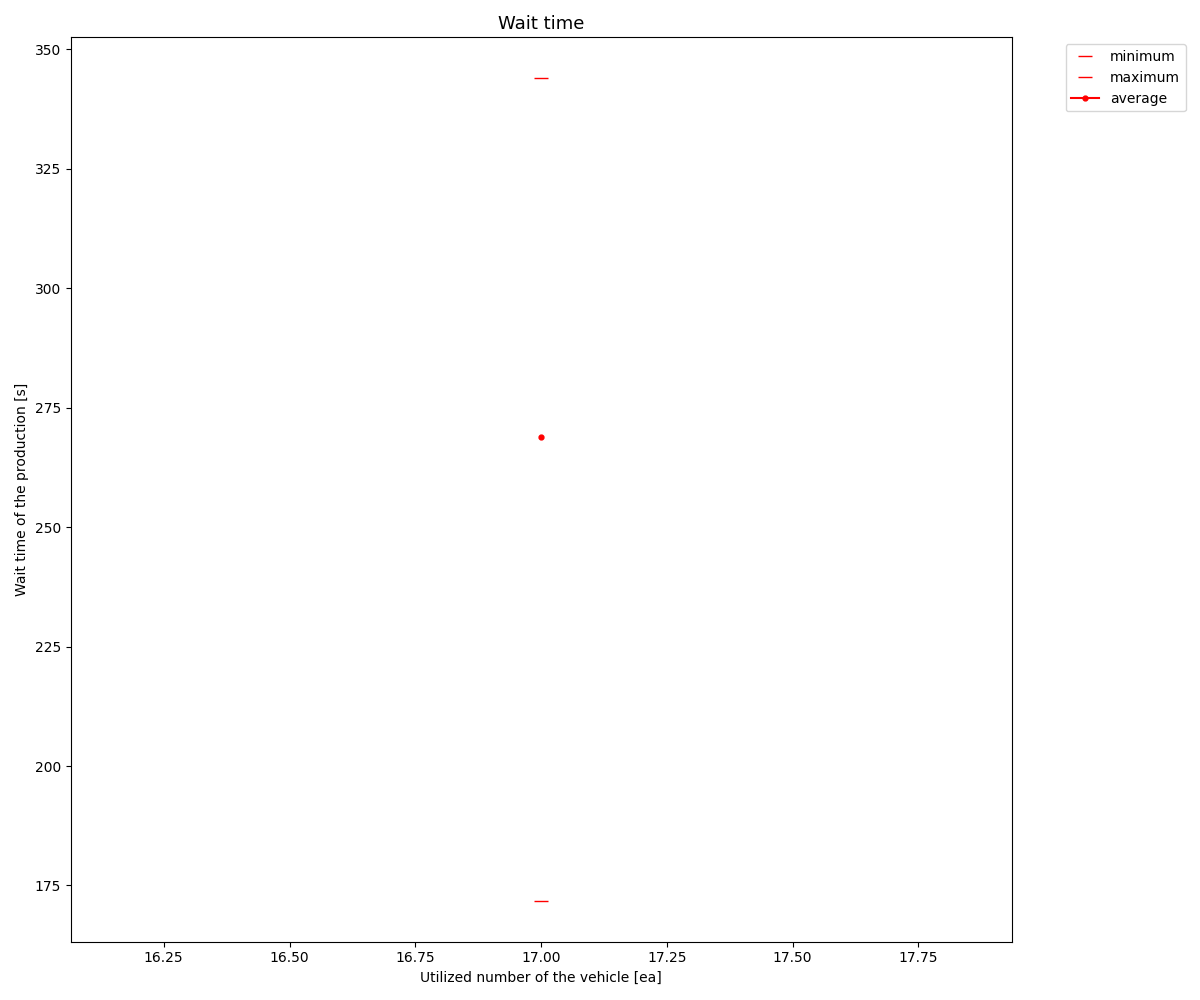 Wait time
350
325
300
275
250
225
200
175
Wait time of the production [s]
16.25 16.50 16.75 17.00 17.25 17.50 17.75
Utilized number of the vehicle [ea]
minimum
maximum
average